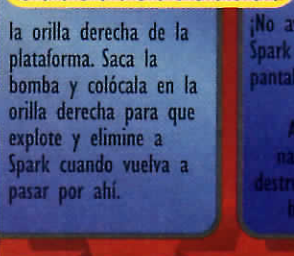 la orilla derecha de la
plataforma. Saca la
bomba y colócala en la
orilla derecha para que
explote y elimine a
Spark cuando vuelva a
pasar por ahí.
¡No a
Spark
pantal
na
destru